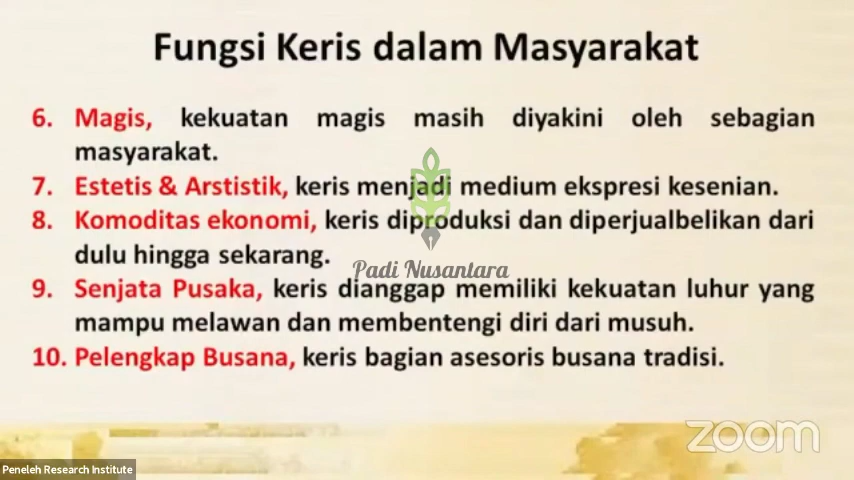 Fungsi Keris dalam Masyarakat
6. Magis, kekuatan magis masih diyakini oleh sebagian
masyarakat.
7. Estetis & Arstistik, keris menjadi medium ekspresi kesenian.
8. Komoditas ekonomi, keris diproduksi dan diperjualbelikan dari
dulu hingga sekarang.
Padi Nusantara
9. Senjata Pusaka, keris dianggap memiliki kekuatan luhur yang
mampu melawan dan membentengi diri dari musuh.
10. Pelengkap Busana, keris bagian asesoris busana tradisi.
zoom
Peneleh Research Institute